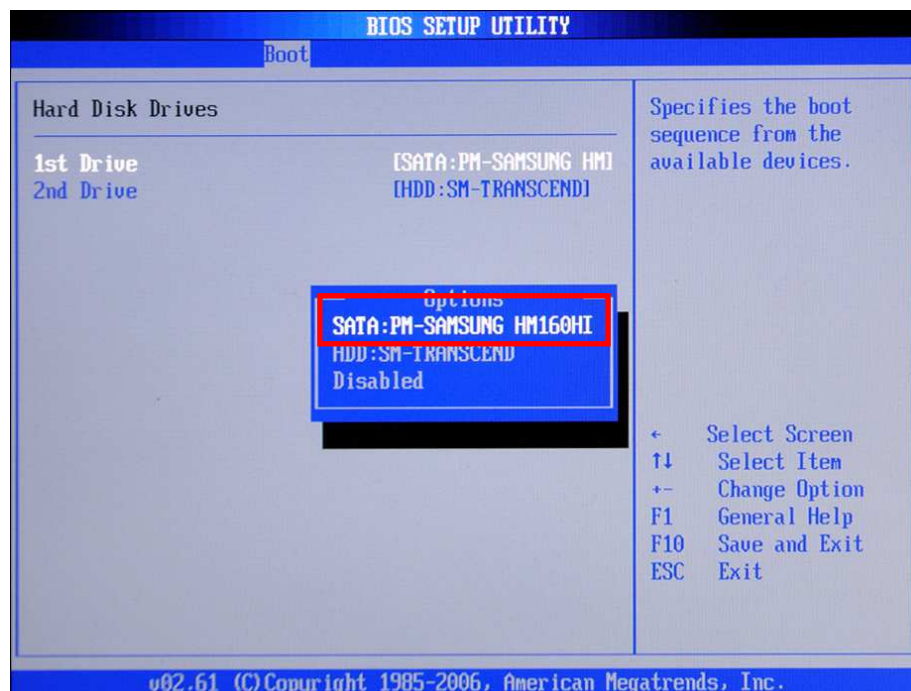 BIOS SETUP UTILITY
Boot
Hard Disk Drives
1st Drive [SATA:PM-SAMSUNG HM]
2nd Drive [HDD:SM-TRANSCEND]
Options
SATA:PM-SAMSUNG HM160HI
HDD:SM-TRANSCEND
Disabled
Specifies the boot
sequence from the
available devices.
← Select Screen
↑↓ Select Item
+- Change Option
F1 General Help
F10 Save and Exit
ESC Exit
v02.61 (C)Copyright 1985-2006, American Megatrends, Inc.